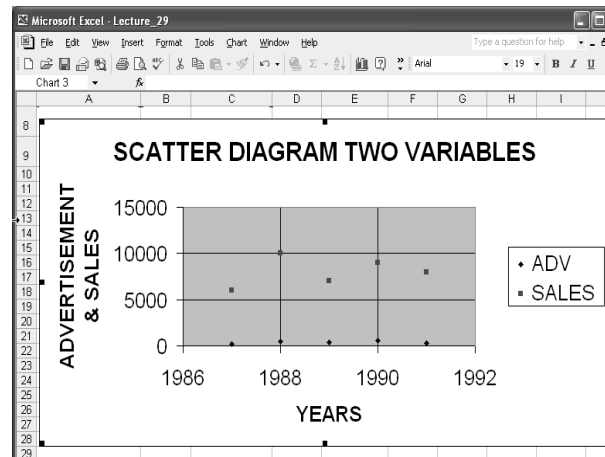 Microsoft Excel - Lecture_29
File Edit View Insert Format Tools Chart Window Help Type a question for help
Arial 19 B I U
Chart 3 fx
A B C D E F G H I
8
9
10
11
12
13
14
15
16
17
18
19
20
21
22
23
24
25
26
27
28
29
SCATTER DIAGRAM TWO VARIABLES
ADVERTISEMENT
& SALES
15000
10000
5000
0
1986 1988 1990 1992
YEARS
ADV
SALES